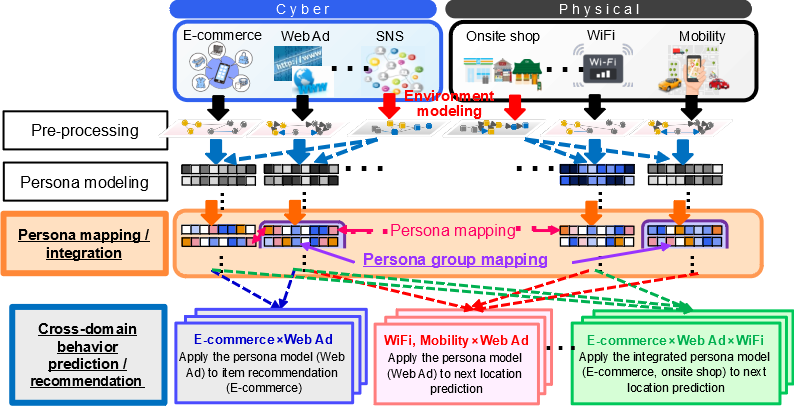 Cyber
Physical
E-commerce
Web Ad
SNS
Onsite shop
WiFi
Mobility
http://www
WWW
Wi-Fi
Environment
modeling
Pre-processing
Persona modeling
Persona mapping /
integration
Persona mapping
Persona group mapping
Cross-domain
behavior
prediction /
recommendation
E-commerce×Web Ad
Apply the persona model (Web
Ad) to item recommendation
(E-commerce)
WiFi, Mobility×Web Ad
Apply the persona model
(Web Ad) to next location
prediction
E-commerce×Web Ad×WiFi
Apply the integrated persona model
(E-commerce, onsite shop) to next
location prediction